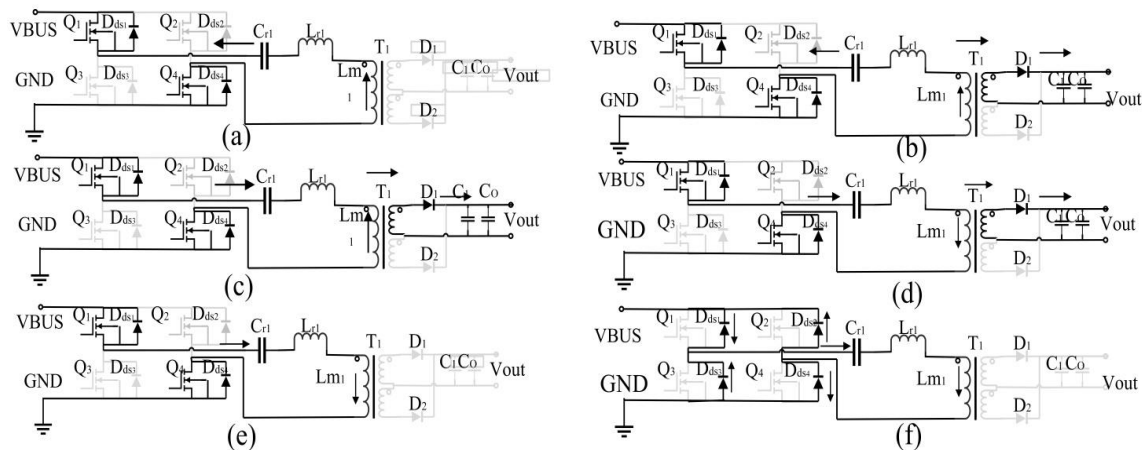 VBUS Q1 Dds1 Q2 Dds2 Cr1 Lr1 T1 D1
GND Q3 Dds3 Q4 Dds4 Lm 1 C1 CO Vout
D2
(a)
VBUS Q1 Dds1 Q2 Dds2 Cr1 Lr1 T1 D1
GND Q3 Dds3 Q4 Dds4 Lm1 C1 CO Vout
D2
(b)
VBUS Q1 Dds1 Q2 Dds2 Cr1 Lr1 T1 D1 C1 CO
GND Q3 Dds3 Q4 Dds4 Lm 1 Vout
D2
(c)
VBUS Q1 Dds1 Q2 Dds2 Cr1 Lr1 T1 D1
GND Q3 Dds3 Q4 Dds4 Lm1 C1 CO Vout
D2
(d)
VBUS Q1 Dds1 Q2 Dds2 Cr1 Lr1 T1 D1
GND Q3 Dds3 Q4 Dds4 Lm1 C1 CO Vout
D2
(e)
VBUS Q1 Dds1 Q2 Dds2 Cr1 Lr1 T1 D1
GND Q3 Dds3 Q4 Dds4 Lm1 C1 CO Vout
D2
(f)